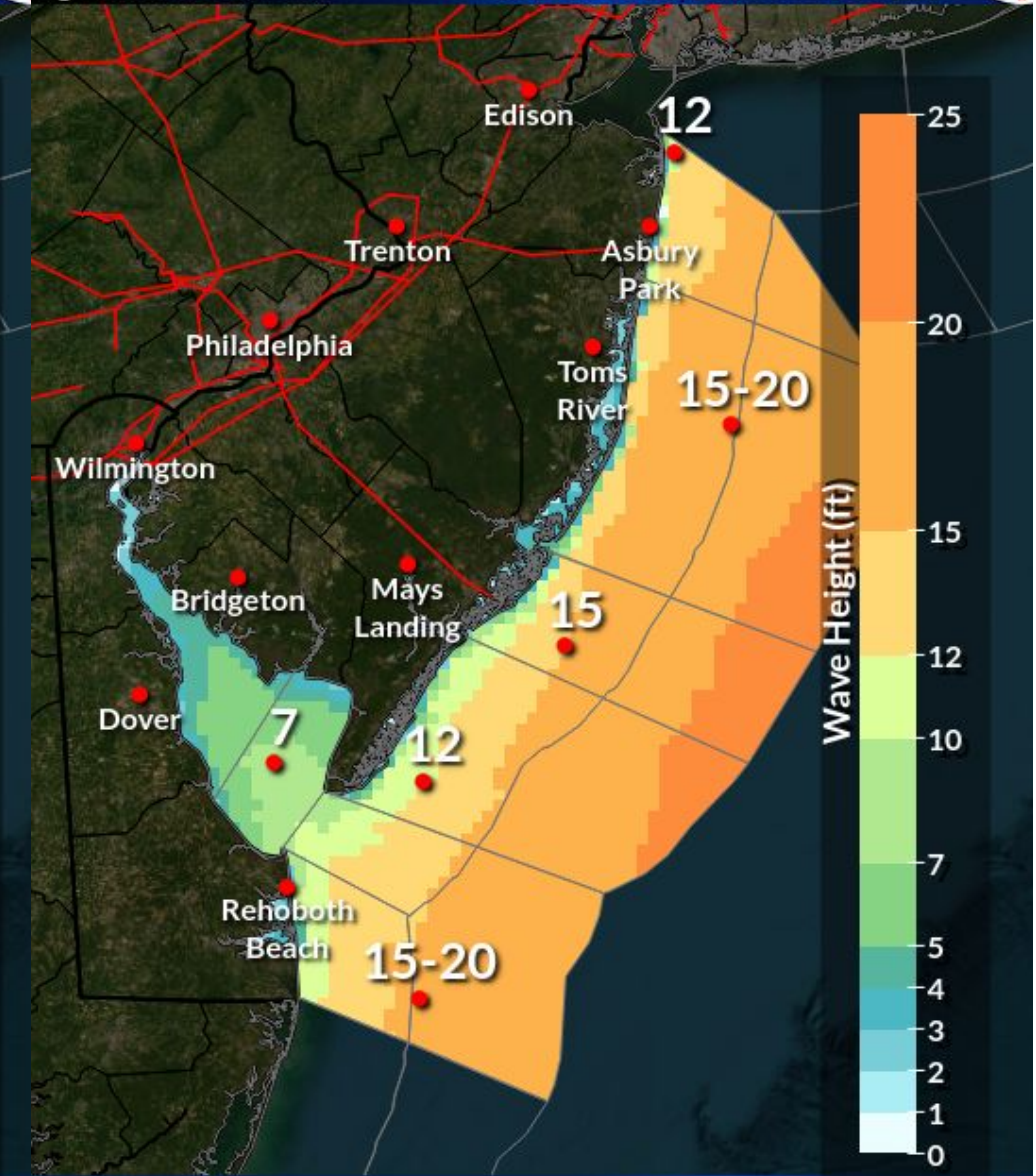 Edison
12
Trenton
Asbury
Park
Philadelphia
Toms
River
15-20
Wilmington
Bridgeton
Mays
Landing
15
Dover
7
12
Rehoboth
Beach
15-20
Wave Height (ft)
25
20
15
12
10
7
5
4
3
2
1
0